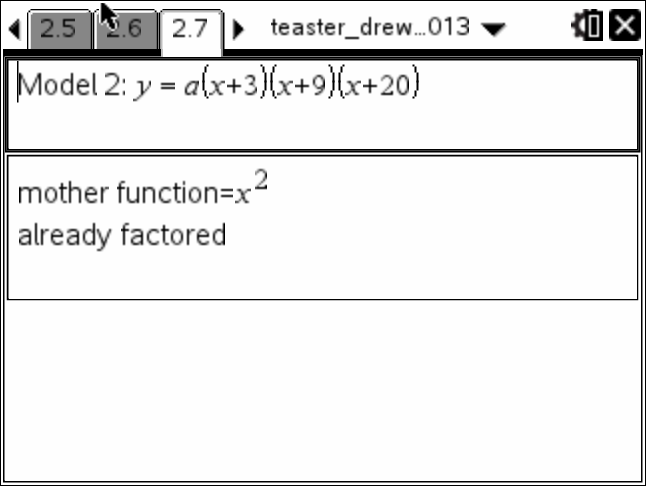 2.5 2.6 2.7 teaster_drew...013
Model 2: y = a(x+3)(x+9)(x+20)
mother function=x²
already factored